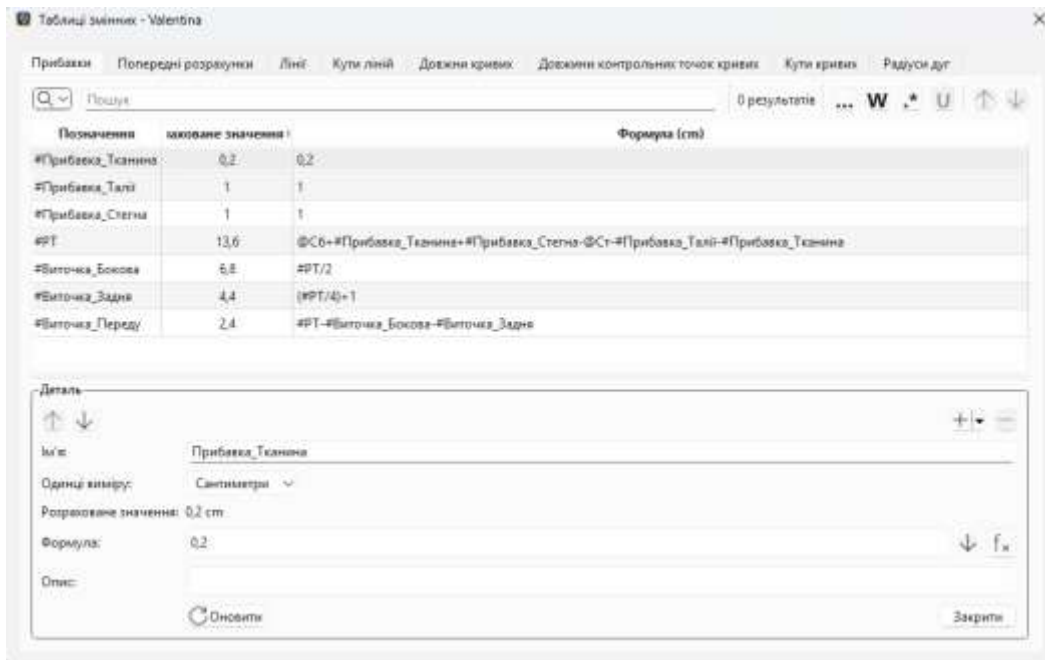 Таблиці змінних - Valentina
Прибавки Попередні розрахунки Лінії Кути ліній Довжни кривих Довжини контрольних точок кривих Кути кривих Радіуси дуг
Пошук 0 результатів ... W .* U
Позначення аховане значення Формула (cm)
#Прибавка_Тканина 0,2 0,2
#Прибавка_Талії 1 1
#Прибавка_Стегна 1 1
#РТ 13,6 @Сб+#Прибавка_Тканина+#Прибавка_Стегна-@Ст-#Прибавка_Талії-#Прибавка_Тканина
#Виточка_Бокова 6,8 #РТ/2
#Виточка_Задня 4,4 (#РТ/4)+1
#Виточка_Переду 2,4 #РТ-#Виточка_Бокова-#Виточка_Задня
Деталь
Ім'я: Прибавка_Тканина
Одиниці виміру: Сантиметри
Розраховане значення: 0,2 cm
Формула: 0,2
Опис:
Оновити Закрити